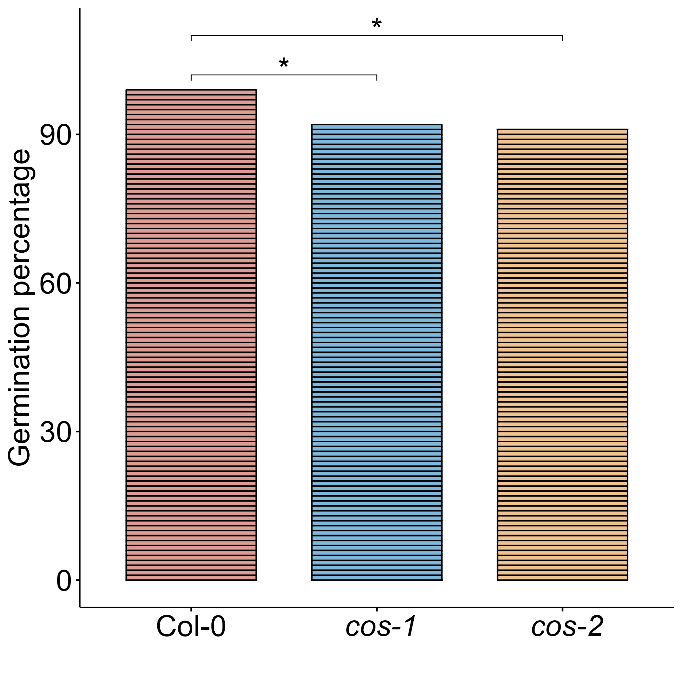 *
*
Germination percentage
90
60
30
0
Col-0
cos-1
cos-2